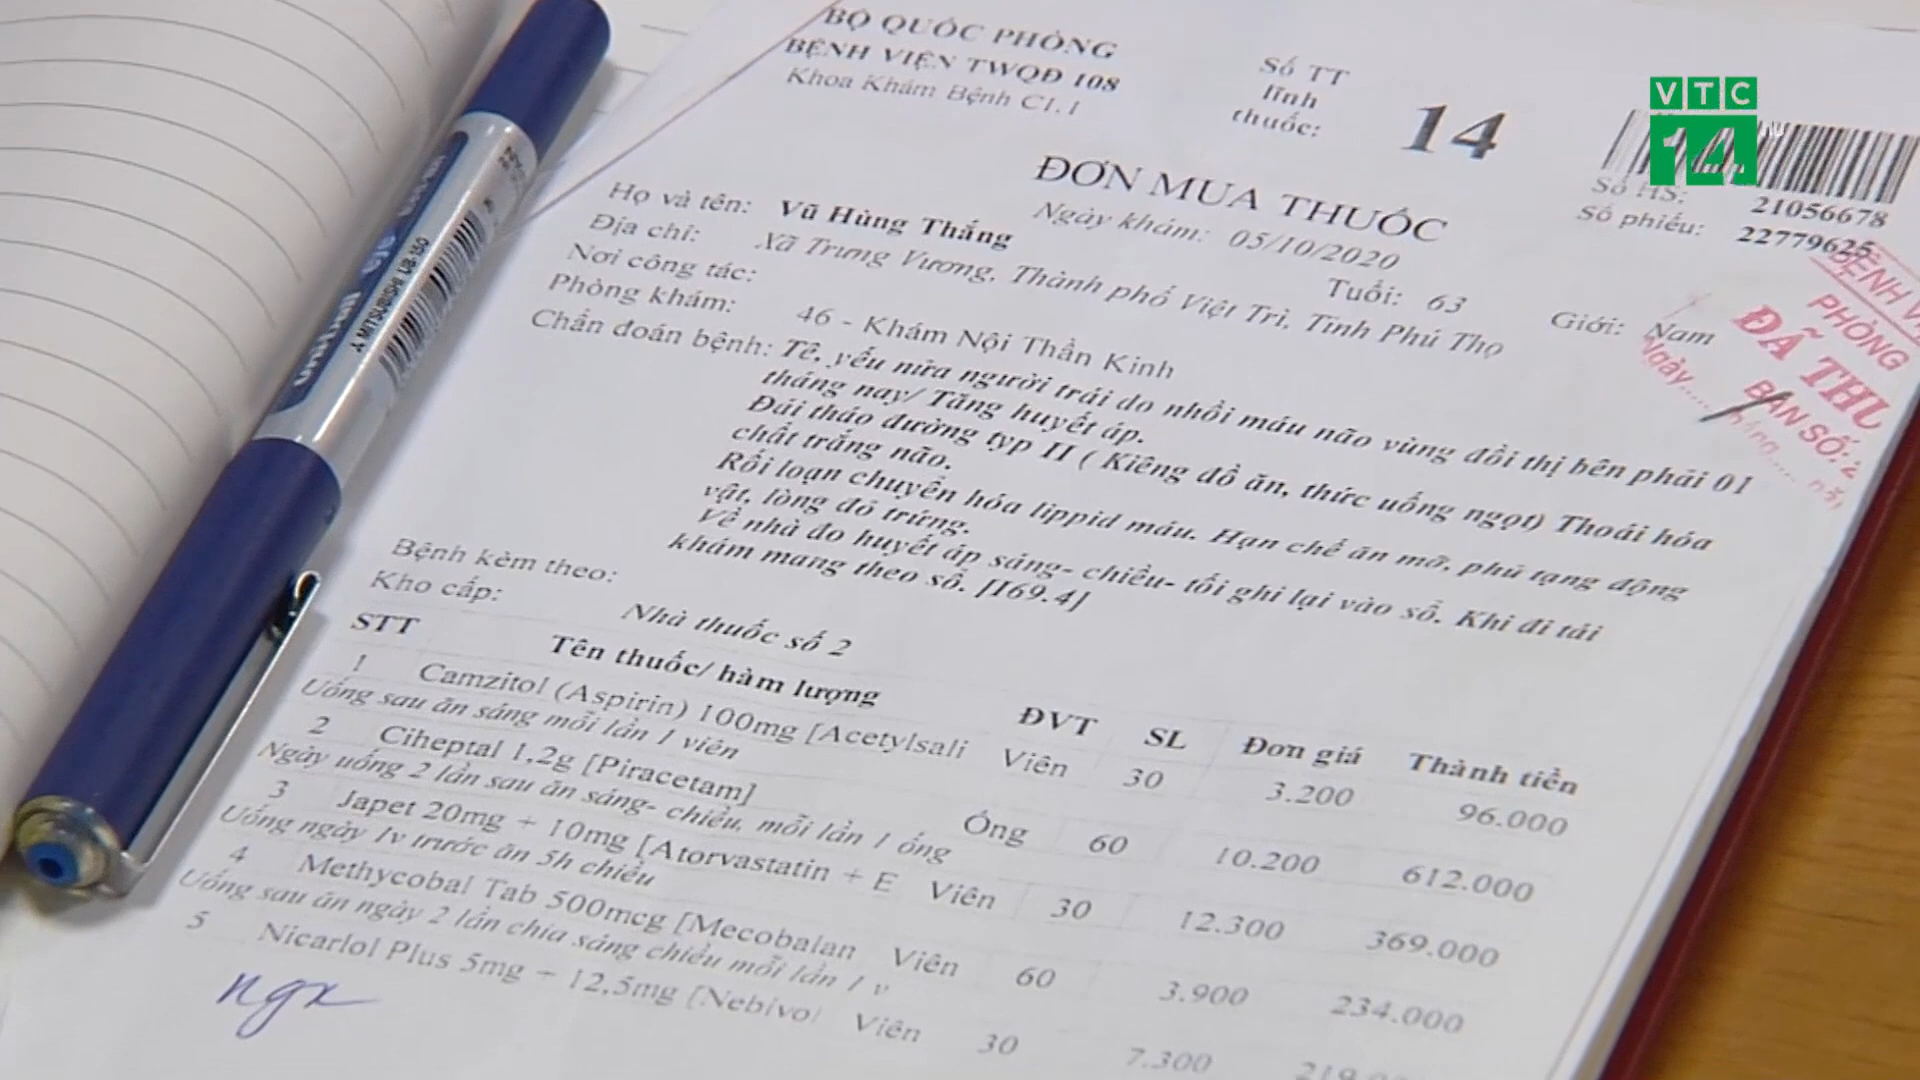 BỘ QUỐC PHÒNG
BỆNH VIỆN TWQĐ 108
Khoa Khám Bệnh C1.1
Số TT
lĩnh
thuốc:
14
VTC
14
Số HS: 21056678
Số phiếu: 22779625
ĐƠN MUA THUỐC
Ngày khám: 05/10/2020
Họ và tên: Vũ Hùng Thắng
Tuổi: 63
Giới: Nam
Địa chỉ: Xã Trưng Vương, Thành phố Việt Trì, Tỉnh Phú Thọ
Nơi công tác:
Phòng khám: 46 - Khám Nội Thần Kinh
Chẩn đoán bệnh: Tê, yếu nửa người trái do nhồi máu não vùng đồi thị bên phải 01
tháng nay/ Tăng huyết áp.
Đái tháo đường typ II ( Kiêng đồ ăn, thức uống ngọt) Thoái hóa
chất trắng não.
Rối loạn chuyển hóa lippid máu. Hạn chế ăn mỡ, phủ tạng động
vật, lòng đỏ trứng.
Về nhà đo huyết áp sáng- chiều- tối ghi lại vào sổ. Khi đi tái
khám mang theo sổ. [I69.4]
Bệnh kèm theo:
Kho cấp: Nhà thuốc số 2
STT Tên thuốc/ hàm lượng ĐVT SL Đơn giá Thành tiền
1 Camzitol (Aspirin) 100mg [Acetylsali Viên 30 3.200 96.000
Uống sau ăn sáng mỗi lần 1 viên
2 Ciheptal 1,2g [Piracetam] Ống 60 10.200 612.000
Ngày uống 2 lần sau ăn sáng- chiều, mỗi lần 1 ống
3 Japet 20mg + 10mg [Atorvastatin + E Viên 30 12.300 369.000
Uống ngày 1v trước ăn 5h chiều
4 Methycobal Tab 500mcg [Mecobalan Viên 60 3.900 234.000
Uống sau ăn ngày 2 lần chia sáng chiều mỗi lần 1 v
5 Nicarlol Plus 5mg + 12,5mg [Nebivol Viên 30 7.300
ngx
BỆNH V
PHÒNG
ĐÃ THU
BÀN SỐ:
Ngày
uni-ball
eye
MITSUBISHI UB-150